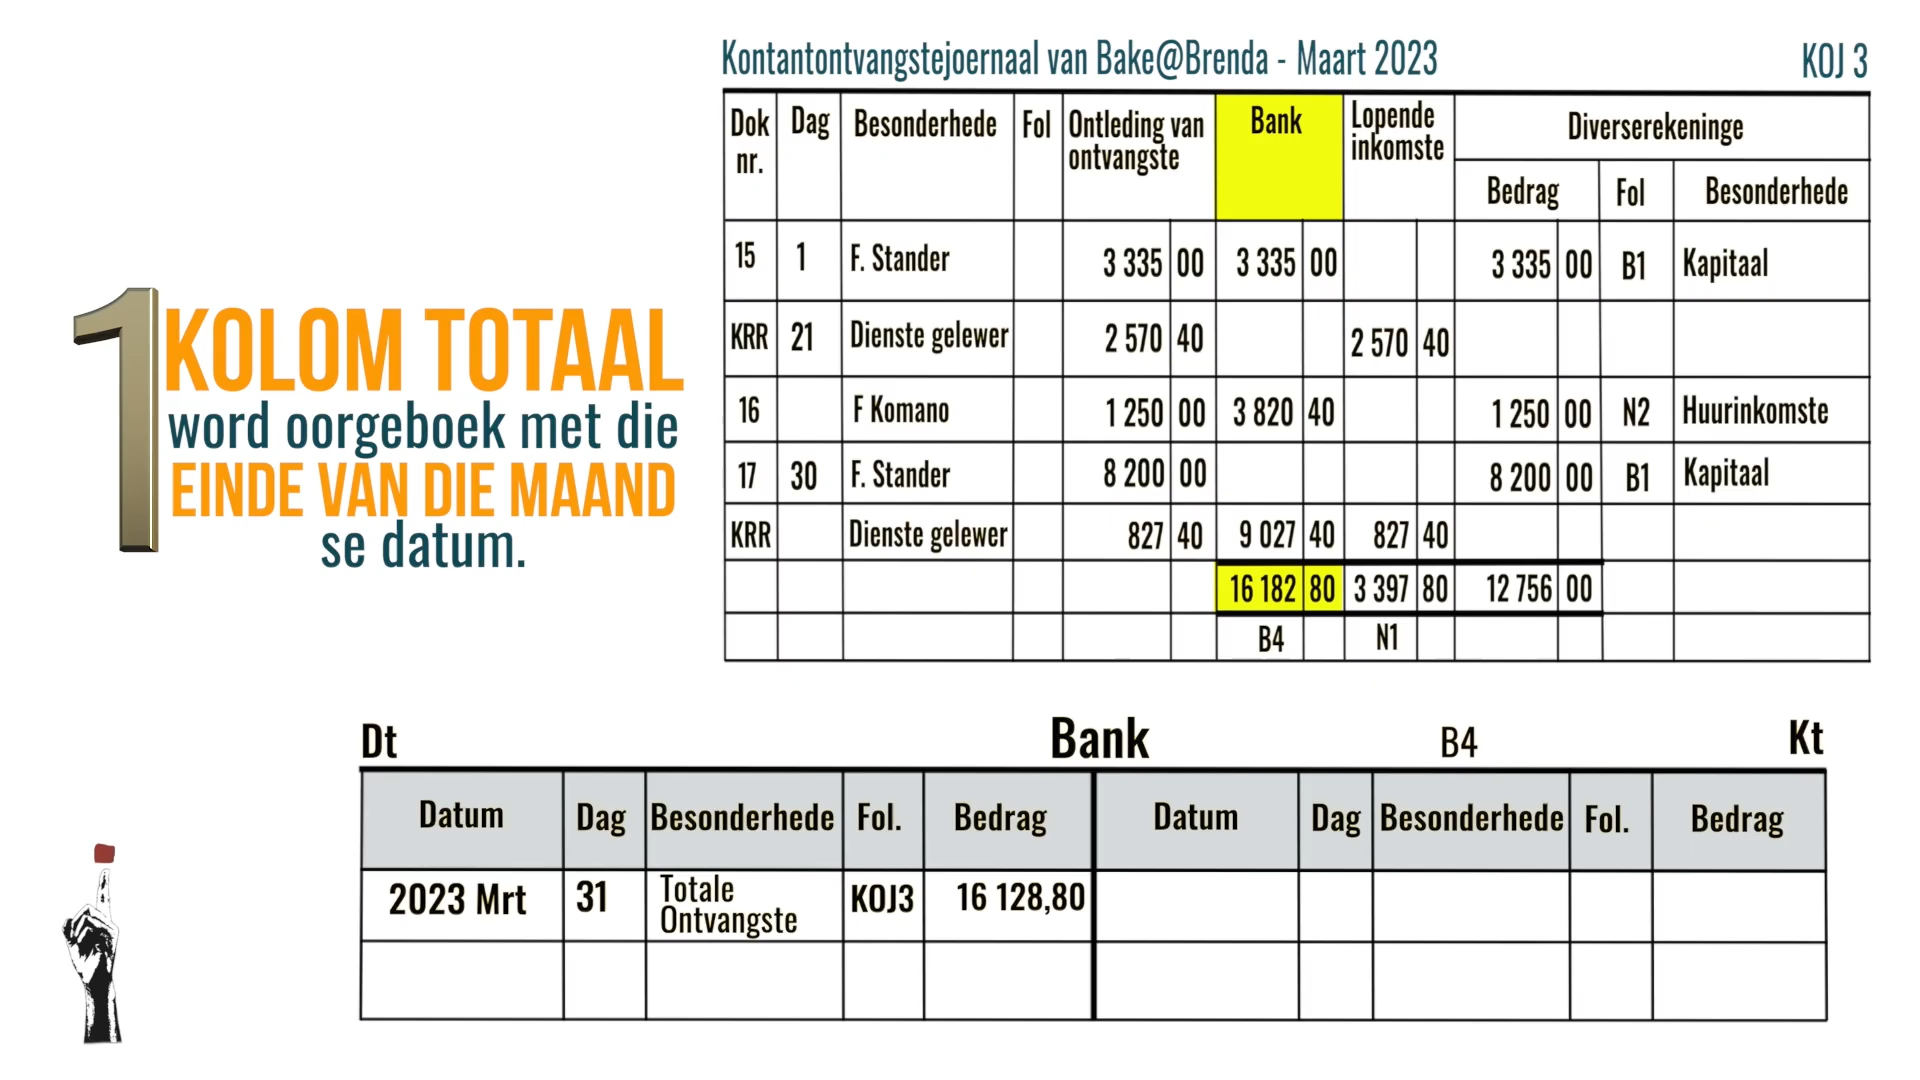 Kontantontvangstejoernaal van Bake@Brenda - Maart 2023 KOJ 3
Dok nr. Dag Besonderhede Fol Ontleding van ontvangste Bank Lopende inkomste Diverserekeninge
Bedrag Fol Besonderhede
15 1 F. Stander 3 335 00 3 335 00 3 335 00 B1 Kapitaal
KRR 21 Dienste gelewer 2 570 40 2 570 40
16 F Komano 1 250 00 3 820 40 1 250 00 N2 Huurinkomste
17 30 F. Stander 8 200 00 8 200 00 B1 Kapitaal
KRR Dienste gelewer 827 40 9 027 40 827 40
16 182 80 3 397 80 12 756 00
B4 N1
1 KOLOM TOTAAL
word oorgeboek met die
EINDE VAN DIE MAAND
se datum.
Dt Bank B4 Kt
Datum Dag Besonderhede Fol. Bedrag Datum Dag Besonderhede Fol. Bedrag
2023 Mrt 31 Totale Ontvangste KOJ3 16 128,80